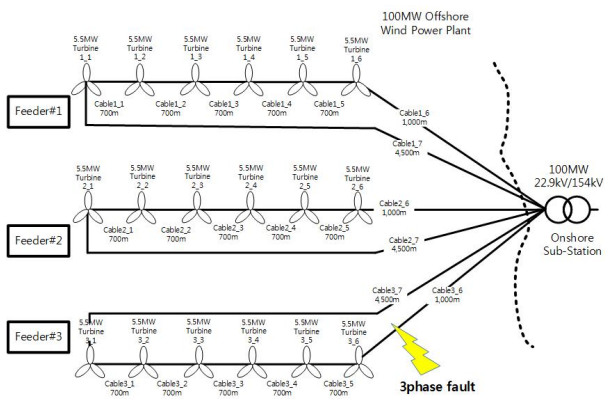 100MW Offshore
Wind Power Plant
5.5MW
Turbine
1_1
5.5MW
Turbine
1_2
5.5MW
Turbine
1_3
5.5MW
Turbine
1_4
5.5MW
Turbine
1_5
5.5MW
Turbine
1_6
Feeder#1
Cable1_1
700m
Cable1_2
700m
Cable1_3
700m
Cable1_4
700m
Cable1_5
700m
Cable1_6
1,000m
Cable1_7
4,500m
100MW
22.9kV/154kV
Onshore
Sub-Station
5.5MW
Turbine
2_1
5.5MW
Turbine
2_2
5.5MW
Turbine
2_3
5.5MW
Turbine
2_4
5.5MW
Turbine
2_5
5.5MW
Turbine
2_6
Feeder#2
Cable2_1
700m
Cable2_2
700m
Cable2_3
700m
Cable2_4
700m
Cable2_5
700m
Cable2_6
1,000m
Cable2_7
4,500m
Cable3_7
4,500m
Cable3_6
1,000m
5.5MW
Turbine
3_1
5.5MW
Turbine
3_2
5.5MW
Turbine
3_3
5.5MW
Turbine
3_4
5.5MW
Turbine
3_5
5.5MW
Turbine
3_6
Feeder#3
Cable3_1
700m
Cable3_2
700m
Cable3_3
700m
Cable3_4
700m
Cable3_5
700m
3phase fault